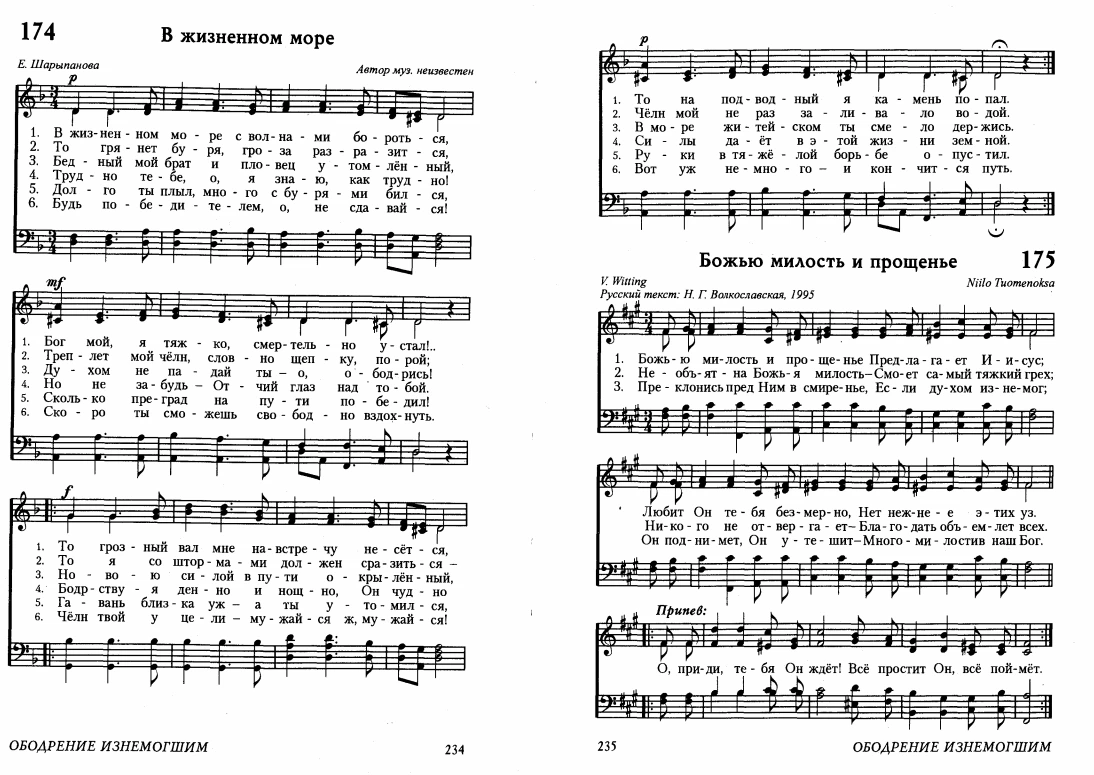 174
В жизненном море
Е. Шарыпанова
Автор муз. неизвестен
p
1. В жиз-нен - ном мо - ре с вол-на - ми бо - роть - ся,
2. То гря - нет бу - ря, гро - за раз - ра - зит - ся,
3. Бед - ный мой брат и пло - вец у - том - лён - ный,
4. Труд - но те - бе, о, я зна - ю, как труд - но!
5. Дол - го ты плыл, мно - го с бу - ря - ми бил - ся,
6. Будь по - бе - ди - те - лем, о, не сда - вай - ся!
mf
1. Бог мой, я тяж - ко, смер - тель - но у - стал!..
2. Треп - лет мой чёлн, слов - но щеп - ку, по - рой;
3. Ду - хом не па - дай ты – о, о - бод-рись!
4. Но не за - будь – От - чий глаз над то - бой.
5. Сколь - ко пре - град на пу - ти по - бе - дил!
6. Ско - ро ты смо - жешь сво - бод - но вздох - нуть.
f
1. То гроз - ный вал мне на - встре - чу не - сёт - ся,
2. То я со штор - ма - ми дол - жен сра - зить - ся –
3. Но - во - ю си - лой в пу - ти о - кры - лён - ный,
4. Бодр - ству - я ден - но и нощ - но, Он чуд - но
5. Га - вань близ - ка уж – а ты у - то - мил - ся,
6. Чёлн твой у це - ли – му - жай - ся ж, му - жай - ся!
ОБОДРЕНИЕ ИЗНЕМОГШИМ
234
p
1. То на под - вод - ный я ка - мень по - пал.
2. Чёлн мой не раз за - ли - ва - ло во - дой.
3. В мо - ре жи - тей - ском ты сме - ло дер - жись.
4. Си - лы да - ёт в э - той жиз - ни зем - ной.
5. Ру - ки в тя - жё - лой борь - бе о - пус - тил.
6. Вот уж не - мно - го – и кон - чит - ся путь.
Божью милость и прощенье
175
V. Witting
Niilo Tuomenoksa
Русский текст: Н. Г. Волкославская, 1995
1. Божь - ю ми-лость и про - ще - нье Пред-ла - га - ет И - и - сус;
2. Не - объ - ят - на Божь - я милость– Смо-ет са - мый тяжкий грех;
3. Пре - клонись пред Ним в смире - нье, Ес - ли духом из - не - мог;
Любит Он те - бя без - мер - но, Нет неж - не - е э - тих уз.
Ни - ко - го не от - вер - га - ет– Бла - го - дать объ - ем - лет всех.
Он под - ни - мет, Он у - те - шит– Много - ми - лостив наш Бог.
Припев:
О, при-ди, те - бя Он ждёт! Всё простит Он, всё пой-мёт.
235
ОБОДРЕНИЕ ИЗНЕМОГШИМ